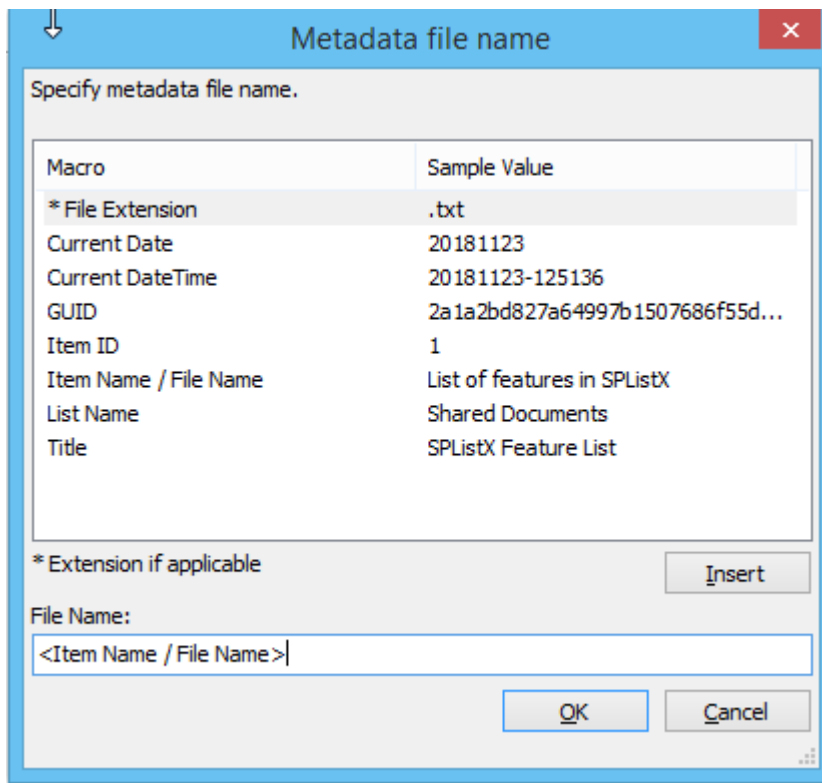 Metadata file name
Specify metadata file name.
Macro Sample Value
* File Extension .txt
Current Date 20181123
Current DateTime 20181123-125136
GUID 2a1a2bd827a64997b1507686f55d...
Item ID 1
Item Name / File Name List of features in SPListX
List Name Shared Documents
Title SPListX Feature List
* Extension if applicable
Insert
File Name:
<Item Name / File Name>
OK Cancel